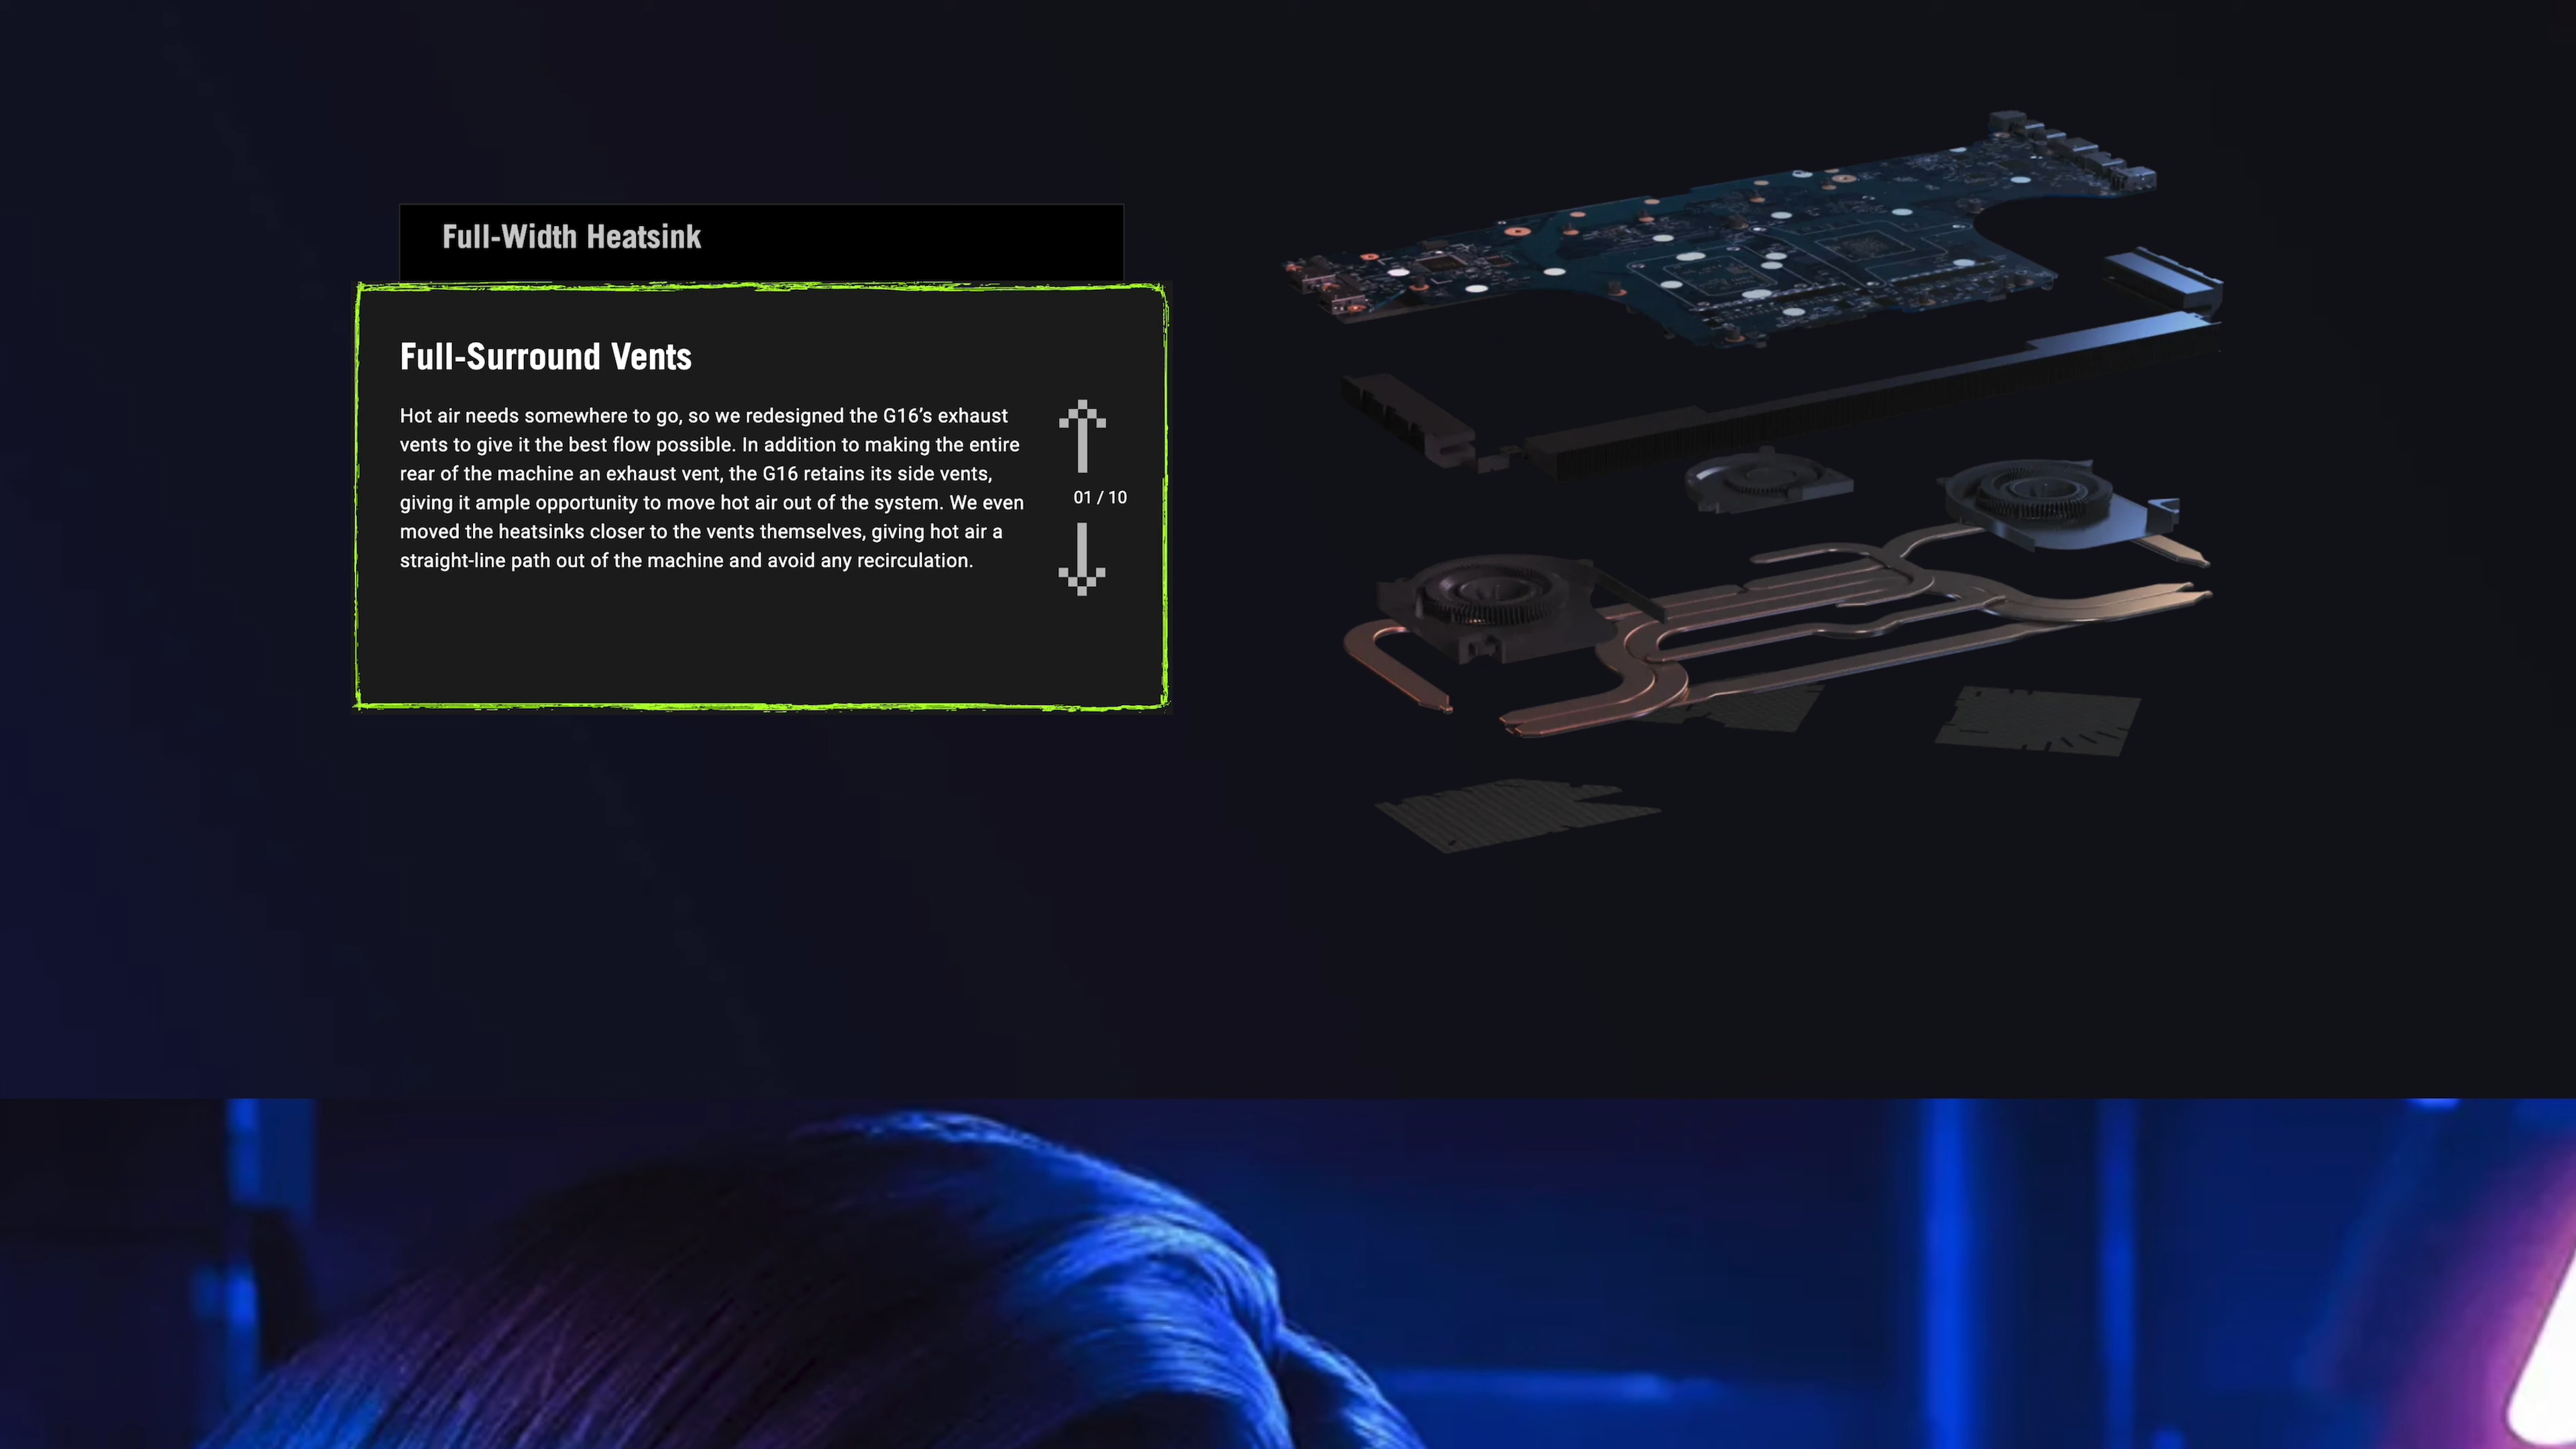 Full-Width Heatsink
Full-Surround Vents
Hot air needs somewhere to go, so we redesigned the G16’s exhaust
vents to give it the best flow possible. In addition to making the entire
rear of the machine an exhaust vent, the G16 retains its side vents,
giving it ample opportunity to move hot air out of the system. We even
moved the heatsinks closer to the vents themselves, giving hot air a
straight-line path out of the machine and avoid any recirculation.
01 / 10